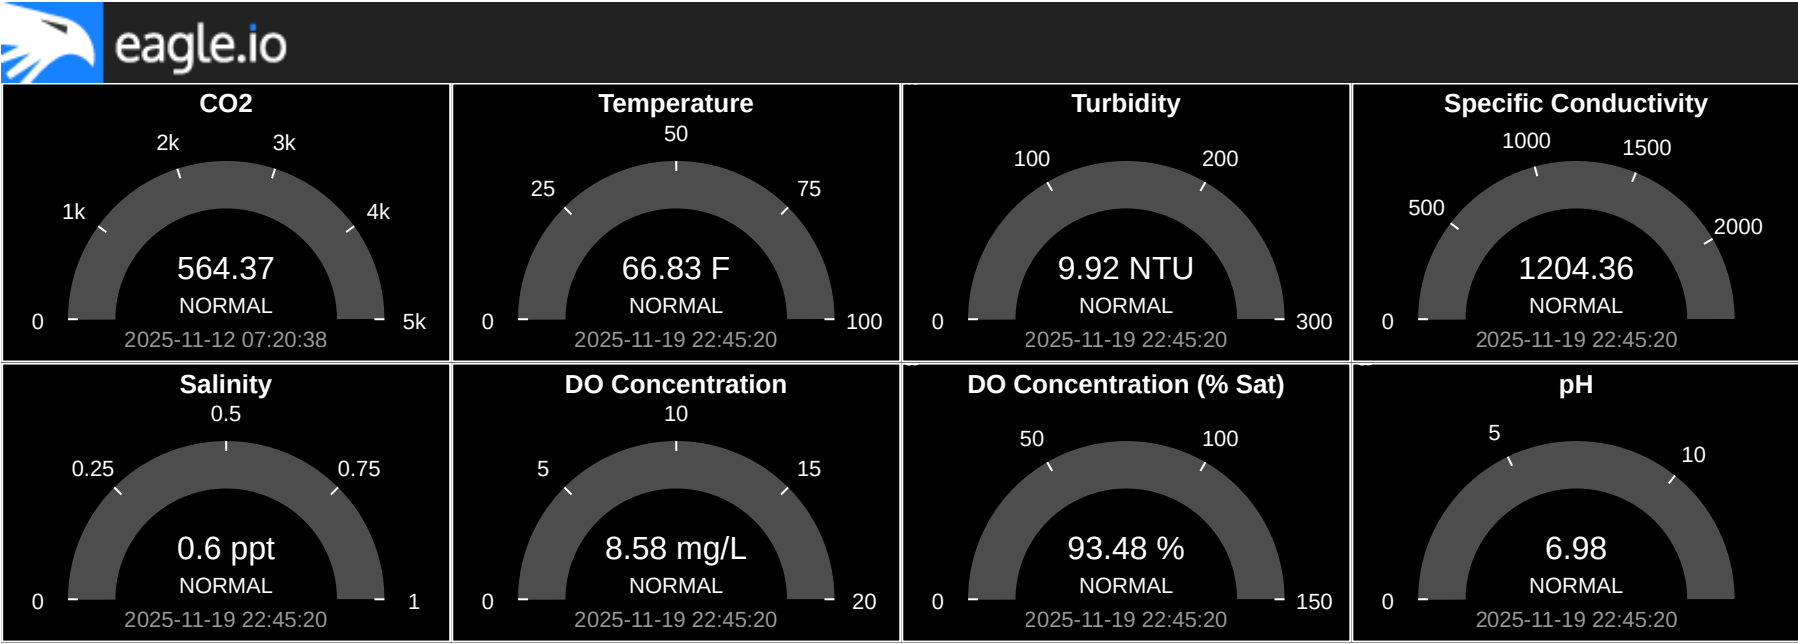 eagle.io
CO2
2k
3k
1k
4k
564.37
NORMAL
0
5k
2025-11-12 07:20:38
Temperature
50
25
75
66.83 F
NORMAL
0
100
2025-11-19 22:45:20
Turbidity
100
200
9.92 NTU
NORMAL
0
300
2025-11-19 22:45:20
Specific Conductivity
1000
1500
500
2000
1204.36
NORMAL
0
2025-11-19 22:45:20
Salinity
0.5
0.25
0.75
0.6 ppt
NORMAL
0
1
2025-11-19 22:45:20
DO Concentration
10
5
15
8.58 mg/L
NORMAL
0
20
2025-11-19 22:45:20
DO Concentration (% Sat)
50
100
93.48 %
NORMAL
0
150
2025-11-19 22:45:20
pH
5
10
6.98
NORMAL
0
2025-11-19 22:45:20